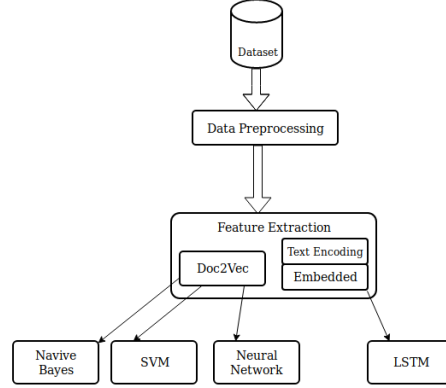 Dataset
Data Preprocessing
Feature Extraction
Text Encoding
Doc2Vec
Embedded
Navive
Bayes
SVM
Neural
Network
LSTM